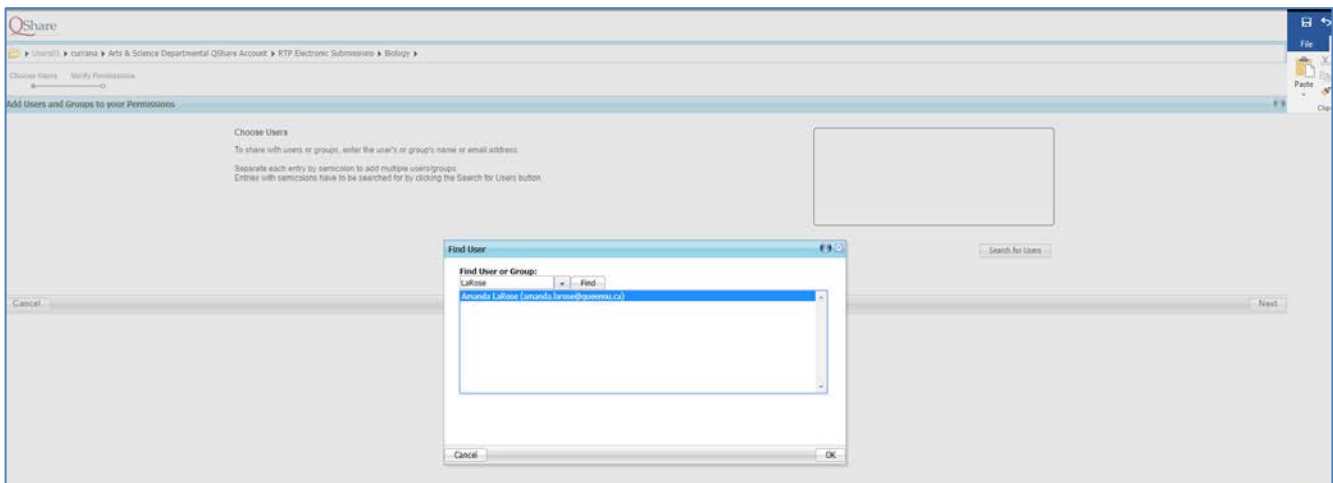 QShare
Users01 currana Arts & Science Departmental QShare Account RTP Electronic Submissions Biology
Choose Users Verify Permissions
Add Users and Groups to your Permissions
File
Paste
Choose Users
To share with users or groups, enter the user's or group's name or email address.
Separate each entry by semicolon to add multiple users/groups.
Entries with semicolons have to be searched for by clicking the Search for Users button.
Search for Users
Find User
Find User or Group:
LaRose Find
Amanda LaRose (amanda.larose@queensu.ca)
Cancel OK
Cancel Next